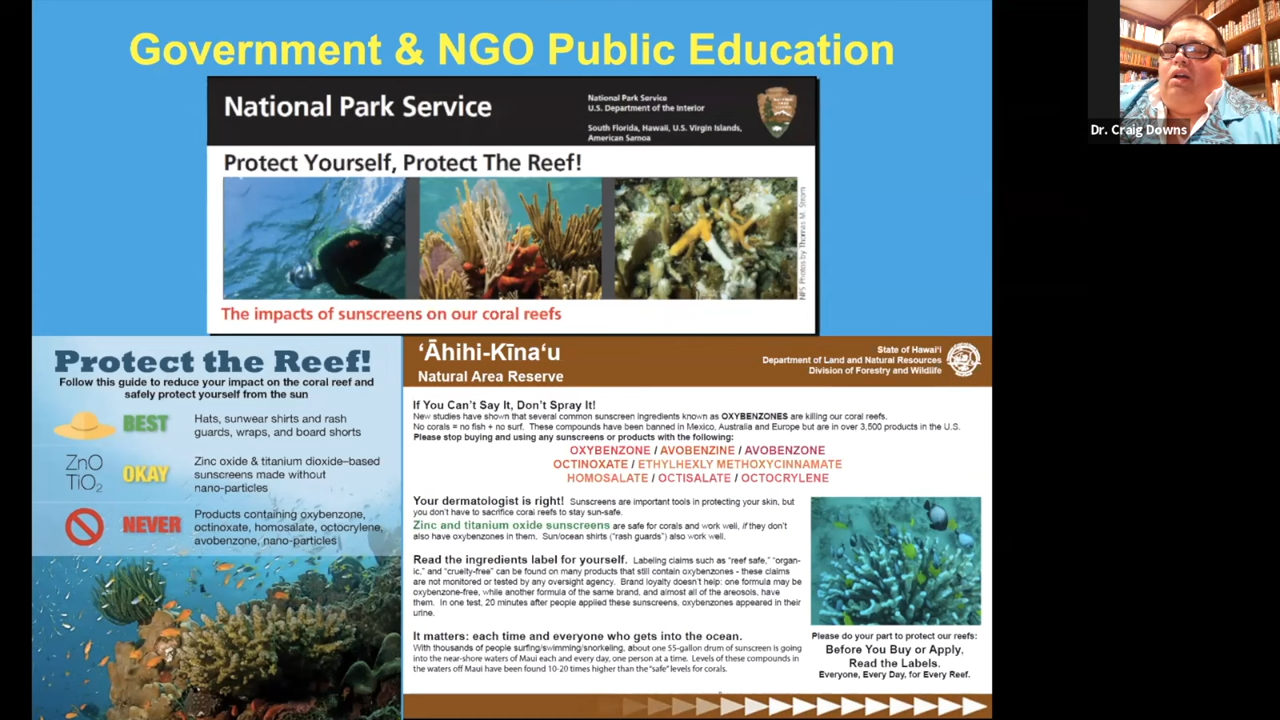 Government & NGO Public Education
National Park Service
National Park Service
U.S. Department of the Interior
South Florida, Hawaii, U.S. Virgin Islands,
American Samoa
Protect Yourself, Protect The Reef!
NPS Photos by Thomas M. Strom
The impacts of sunscreens on our coral reefs
Dr. Craig Downs
Protect the Reef!
Follow this guide to reduce your impact on the coral reef and
safely protect yourself from the sun
BEST
Hats, sunwear shirts and rash
guards, wraps, and board shorts
ZnO
TiO₂
OKAY
Zinc oxide & titanium dioxide–based
sunscreens made without
nano-particles
NEVER
Products containing oxybenzone,
octinoxate, homosalate, octocrylene,
avobenzone, nano-particles
ʻĀhihi-Kīnaʻu
Natural Area Reserve
State of Hawaiʻi
Department of Land and Natural Resources
Division of Forestry and Wildlife
If You Can't Say It, Don't Spray It!
New studies have shown that several common sunscreen ingredients known as OXYBENZONES are killing our coral reefs.
No corals = no fish + no surf. These compounds have been banned in Mexico, Australia and Europe but are in over 3,500 products in the U.S.
Please stop buying and using any sunscreens or products with the following:
OXYBENZONE / AVOBENZINE / AVOBENZONE
OCTINOXATE / ETHYLHEXLY METHOXYCINNAMATE
HOMOSALATE / OCTISALATE / OCTOCRYLENE
Your dermatologist is right! Sunscreens are important tools in protecting your skin, but
you don't have to sacrifice coral reefs to stay sun-safe.
Zinc and titanium oxide sunscreens are safe for corals and work well, if they don't
also have oxybenzones in them. Sun/ocean shirts ("rash guards") also work well.
Read the ingredients label for yourself. Labeling claims such as "reef safe," "organ-
ic," and "cruelty-free" can be found on many products that still contain oxybenzones - these claims
are not monitored or tested by any oversight agency. Brand loyalty doesn't help: one formula may be
oxybenzone-free, while another formula of the same brand, and almost all of the areosols, have
them. In one test, 20 minutes after people applied these sunscreens, oxybenzones appeared in their
urine.
It matters: each time and everyone who gets into the ocean.
With thousands of people surfing/swimming/snorkeling, about one 55-gallon drum of sunscreen is going
into the near-shore waters of Maui each and every day, one person at a time. Levels of these compounds in
the waters off Maui have been found 10-20 times higher than the "safe" levels for corals.
Please do your part to protect our reefs:
Before You Buy or Apply,
Read the Labels.
Everyone, Every Day, for Every Reef.